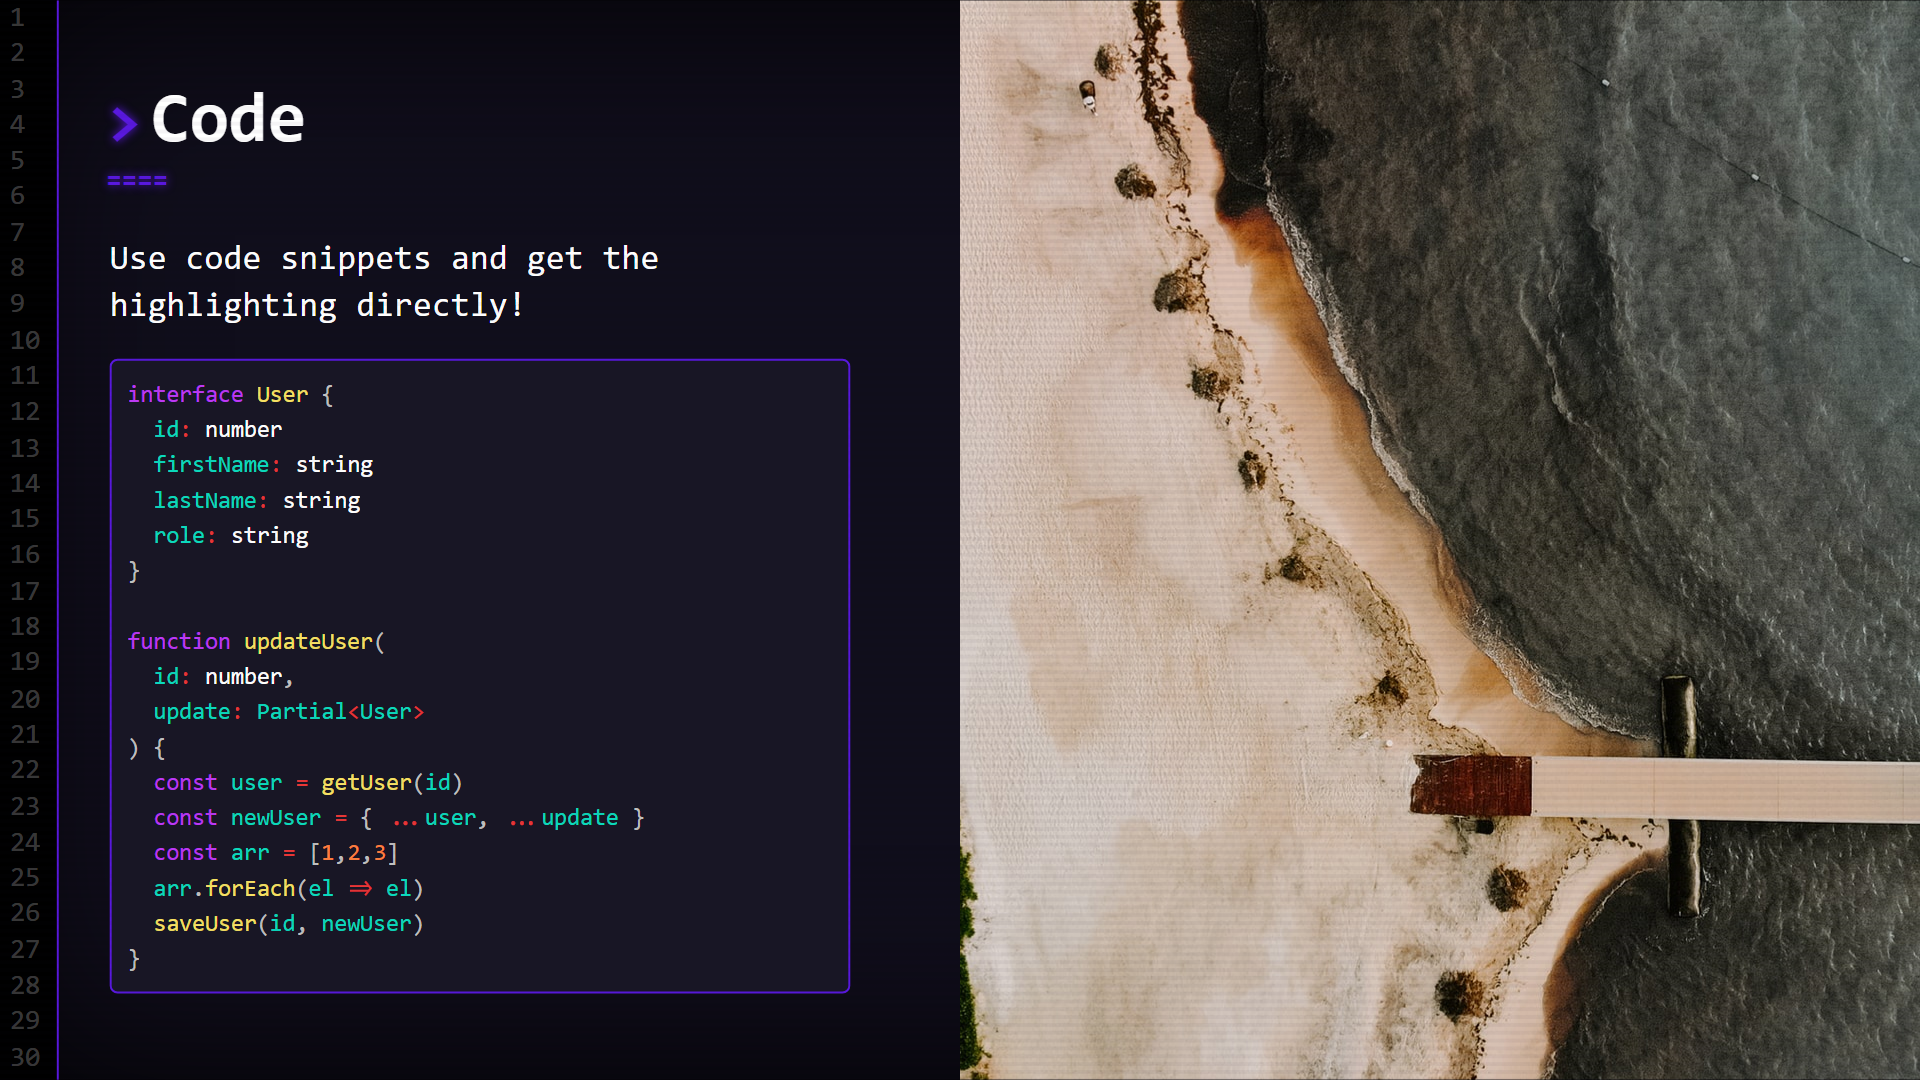 1
2
3
4
5
6
7
8
9
10
11
12
13
14
15
16
17
18
19
20
21
22
23
24
25
26
27
28
29
30
> Code
====
Use code snippets and get the
highlighting directly!
interface User {
  id: number
  firstName: string
  lastName: string
  role: string
}
function updateUser(
  id: number,
  update: Partial<User>
) {
  const user = getUser(id)
  const newUser = { ...user, ...update }
  const arr = [1,2,3]
  arr.forEach(el => el)
  saveUser(id, newUser)
}